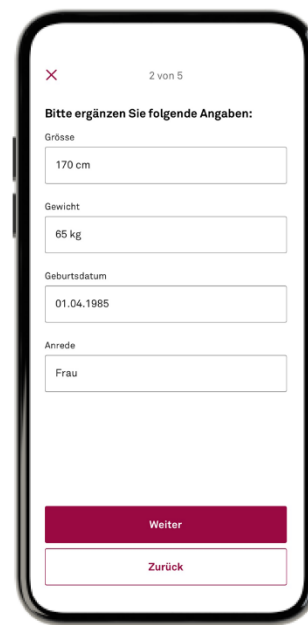 2 von 5
Bitte ergänzen Sie folgende Angaben:
Grösse
170 cm
Gewicht
65 kg
Geburtsdatum
01.04.1985
Anrede
Frau
Weiter
Zurück